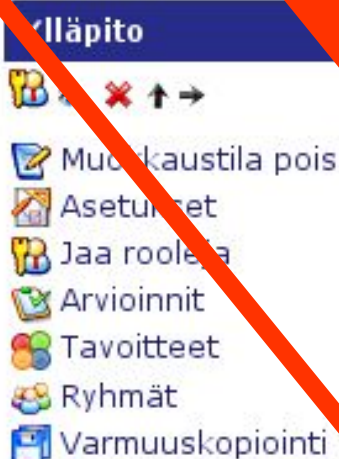 Ylläpito
Muokkaustila pois
Asetukset
Jaa rooleja
Arvioinnit
Tavoitteet
Ryhmät
Varmuuskopiointi